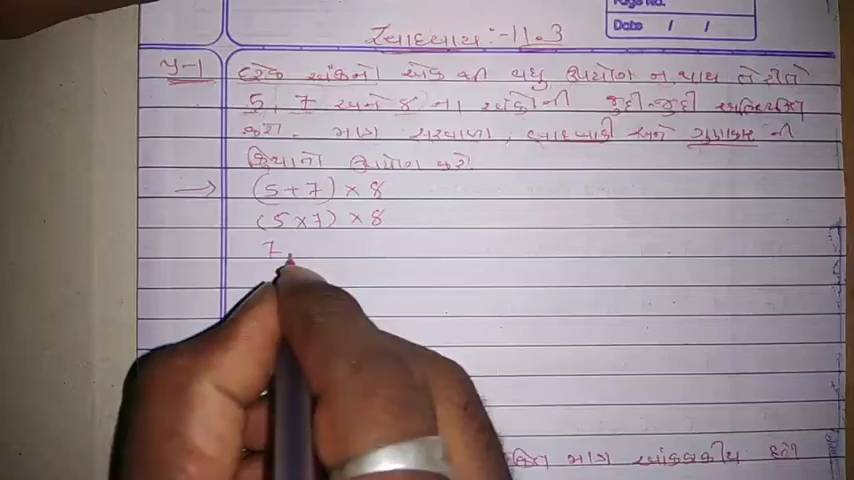 Page No.
Date / /
સ્વાધ્યાય :- 11.3
પ્ર-1 દરેક અંકનો એક થી વધુ ઉપયોગ ન થાય તે રીતે
5, 7 અને 8 ના અંકોની જુદી-જુદી અભિવ્યક્તિ
કરો. માત્ર સરવાળા, બાદબાકી અને ગુણાકાર ની
ક્રિયાનો ઉપયોગ કરો.
→ (5+7) × 8
(5×7) × 8
7
માત્ર